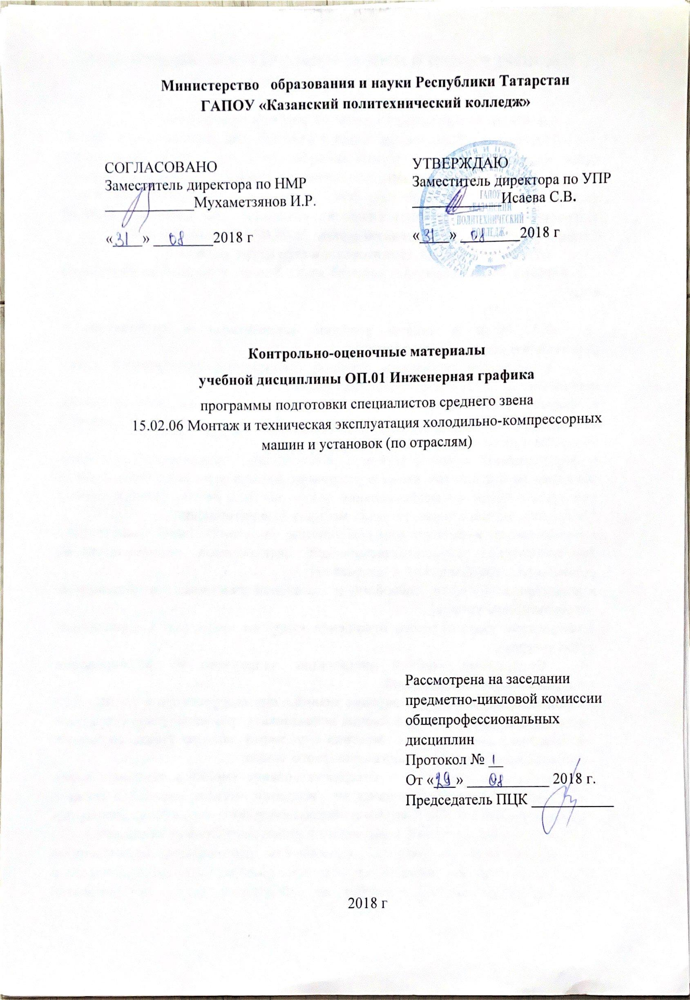 Министерство образования и науки Республики Татарстан
ГАПОУ «Казанский политехнический колледж»
СОГЛАСОВАНО
Заместитель директора по НМР
____________Мухаметзянов И.Р.
«31» 08 2018 г
УТВЕРЖДАЮ
Заместитель директора по УПР
____________Исаева С.В.
«31» 08 2018 г
ГАПОУ
«КАЗАНСКИЙ
ПОЛИТЕХНИЧЕСКИЙ
КОЛЛЕДЖ»
Контрольно-оценочные материалы
учебной дисциплины ОП.01 Инженерная графика
программы подготовки специалистов среднего звена
15.02.06 Монтаж и техническая эксплуатация холодильно-компрессорных
машин и установок (по отраслям)
Рассмотрена на заседании
предметно-цикловой комиссии
общепрофессиональных
дисциплин
Протокол № 1
От «29» 08 2018 г.
Председатель ПЦК ___________
2018 г